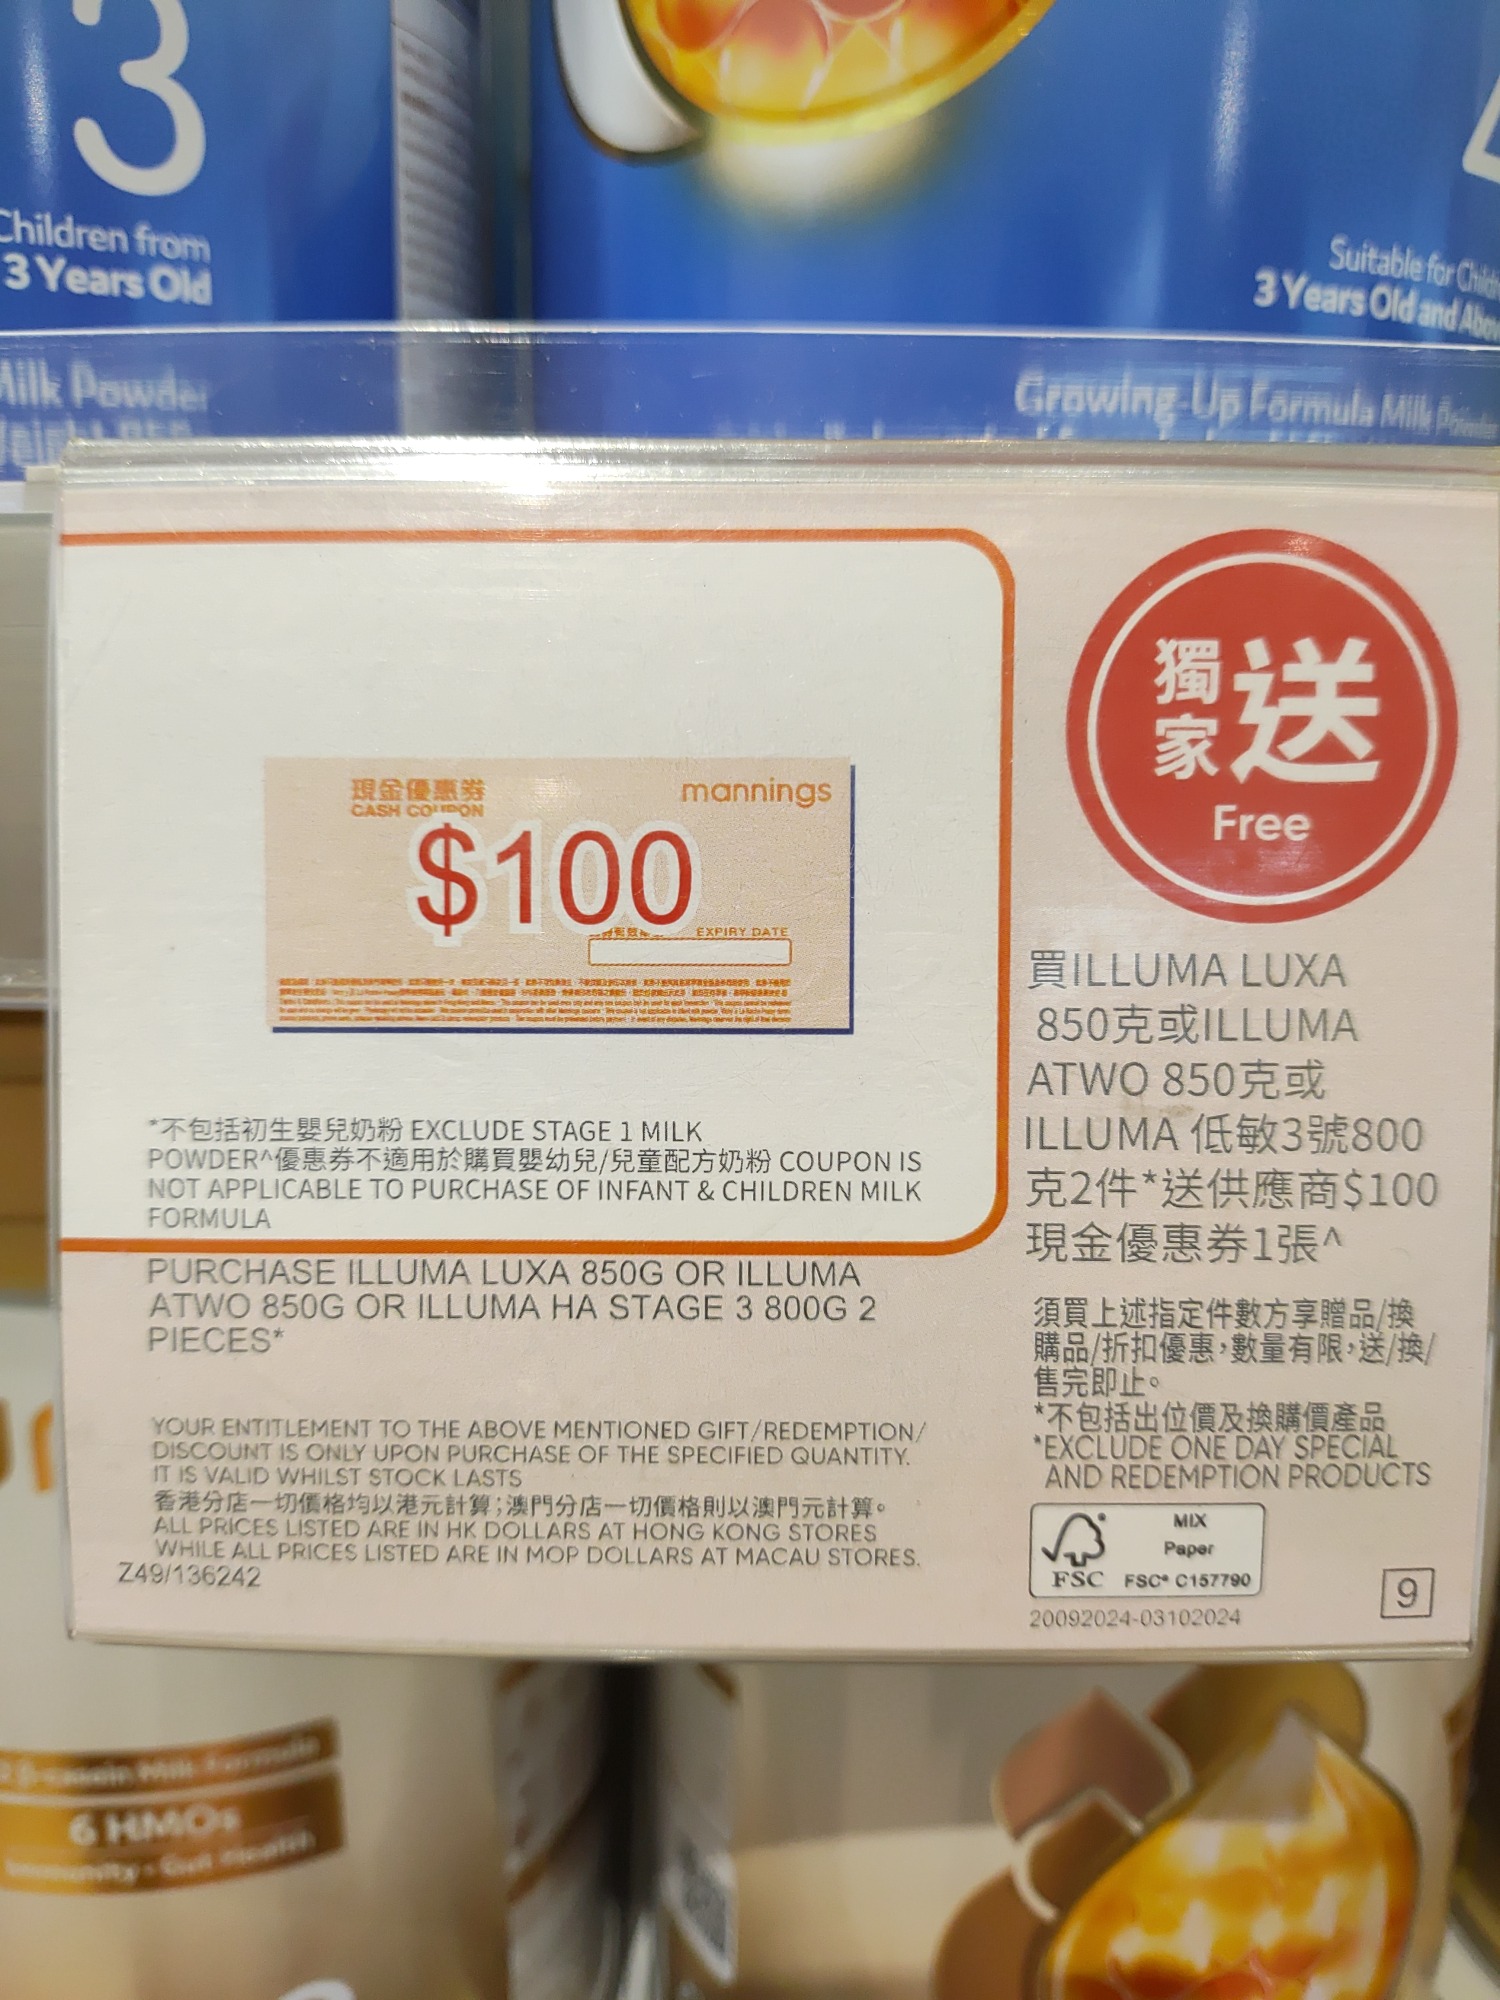 3
Children from
3 Years Old
Milk Powder
Suitable for
3 Years Old and
Growing-Up Formula Milk
現金優惠券
CASH COUPON
mannings
$100
EXPIRY DATE
*不包括初生嬰兒奶粉 EXCLUDE STAGE 1 MILK
POWDER^優惠券不適用於購買嬰幼兒/兒童配方奶粉 COUPON IS
NOT APPLICABLE TO PURCHASE OF INFANT & CHILDREN MILK
FORMULA
PURCHASE ILLUMA LUXA 850G OR ILLUMA
ATWO 850G OR ILLUMA HA STAGE 3 800G 2
PIECES*
YOUR ENTITLEMENT TO THE ABOVE MENTIONED GIFT/REDEMPTION/
DISCOUNT IS ONLY UPON PURCHASE OF THE SPECIFIED QUANTITY.
IT IS VALID WHILST STOCK LASTS
香港分店一切價格均以港元計算;澳門分店一切價格則以澳門元計算。
ALL PRICES LISTED ARE IN HK DOLLARS AT HONG KONG STORES
WHILE ALL PRICES LISTED ARE IN MOP DOLLARS AT MACAU STORES.
Z49/136242
獨家送
Free
買ILLUMA LUXA
850克或ILLUMA
ATWO 850克或
ILLUMA 低敏3號800
克2件*送供應商$100
現金優惠券1張^
須買上述指定件數方享贈品/換
購品/折扣優惠,數量有限,送/換/
售完即止。
*不包括出位價及換購價產品
*EXCLUDE ONE DAY SPECIAL
AND REDEMPTION PRODUCTS
MIX
Paper
FSC FSC® C157790
20092024-03102024
9
6 HMOs